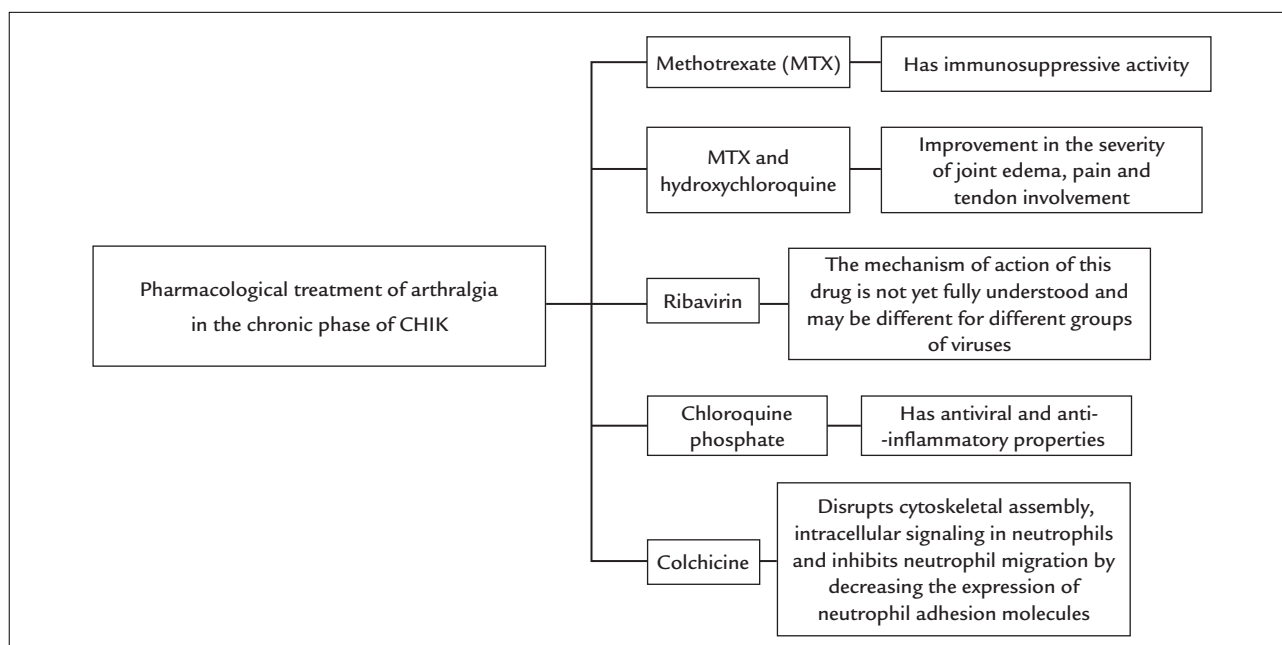 Pharmacological treatment of arthralgia
in the chronic phase of CHIK
Methotrexate (MTX)
Has immunosuppressive activity
MTX and
hydroxychloroquine
Improvement in the severity
of joint edema, pain and
tendon involvement
Ribavirin
The mechanism of action of this
drug is not yet fully understood and
may be different for different groups
of viruses
Chloroquine
phosphate
Has antiviral and anti-
-inflammatory properties
Colchicine
Disrupts cytoskeletal assembly,
intracellular signaling in neutrophils
and inhibits neutrophil migration by
decreasing the expression of
neutrophil adhesion molecules